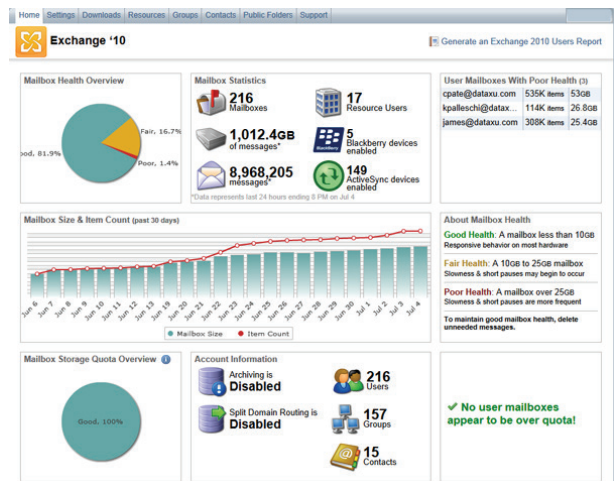 Home Settings Downloads Resources Groups Contacts Public Folders Support
Exchange '10
Generate an Exchange 2010 Users Report
Mailbox Health Overview
Fair, 16.7%
Poor, 1.4%
ood, 81.9%
Mailbox Statistics
216
Mailboxes
17
Resource Users
1,012.4GB
of messages*
BlackBerry
5
Blackberry devices
enabled
8,968,205
messages*
149
ActiveSync devices
enabled
*Data represents last 24 hours ending 8 PM on Jul 4
User Mailboxes With Poor Health (3)
cpate@dataxu.com 535K items 53GB
kpalleschi@datax... 114K items 26.8GB
james@dataxu.com 308K items 25.4GB
Mailbox Size & Item Count (past 30 days)
Jun 6 Jun 7 Jun 8 Jun 9 Jun 10 Jun 11 Jun 12 Jun 13 Jun 19 Jun 20 Jun 21 Jun 22 Jun 23 Jun 24 Jun 25 Jun 26 Jun 27 Jun 28 Jun 29 Jun 30 Jul 1 Jul 2 Jul 3 Jul 4
Mailbox Size Item Count
About Mailbox Health
Good Health: A mailbox less than 10GB
Responsive behavior on most hardware
Fair Health: A 10GB to 25GB mailbox
Slowness & short pauses may begin to occur
Poor Health: A mailbox over 25GB
Slowness & short pauses are more frequent
To maintain good mailbox health, delete
unneeded messages.
Mailbox Storage Quota Overview
Good, 100%
Account Information
Archiving is
Disabled
216
Users
Split Domain Routing is
Disabled
157
Groups
15
Contacts
No user mailboxes
appear to be over quota!